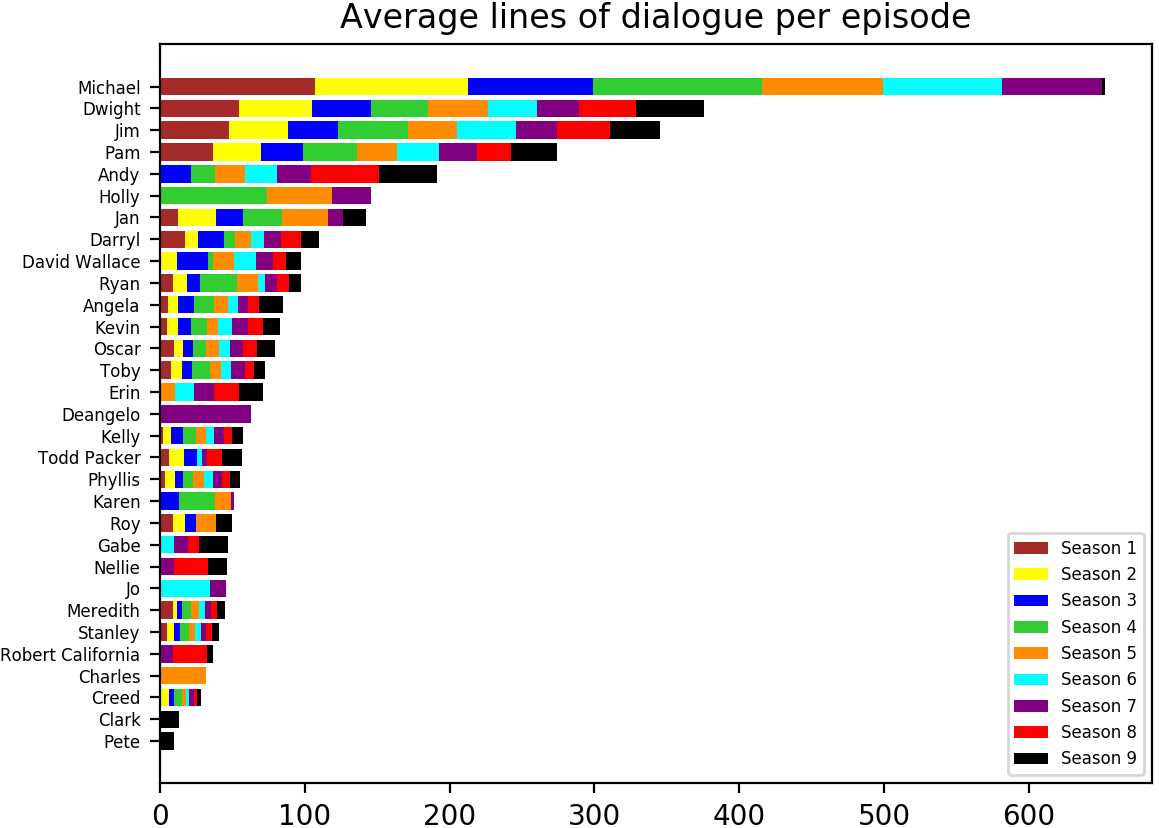 Average lines of dialogue per episode
Michael
Dwight
Jim
Pam
Andy
Holly
Jan
Darryl
David Wallace
Ryan
Angela
Kevin
Oscar
Toby
Erin
Deangelo
Kelly
Todd Packer
Phyllis
Karen
Roy
Gabe
Nellie
Jo
Meredith
Stanley
Robert California
Charles
Creed
Clark
Pete
Season 1
Season 2
Season 3
Season 4
Season 5
Season 6
Season 7
Season 8
Season 9
0 100 200 300 400 500 600